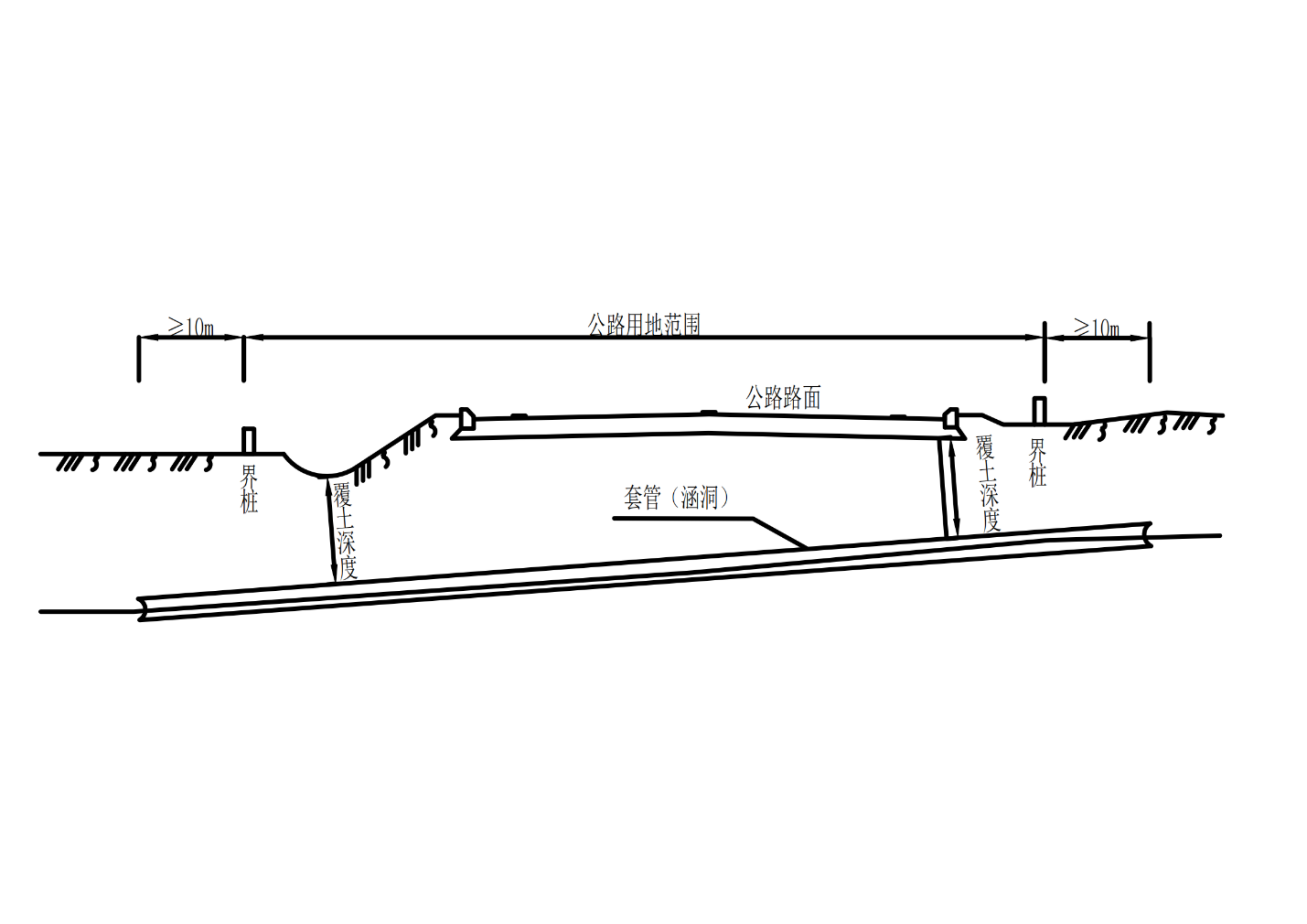 ≥10m
公路用地范围
≥10m
公路路面
界桩
覆土深度
套管（涵洞）
覆土深度
界桩